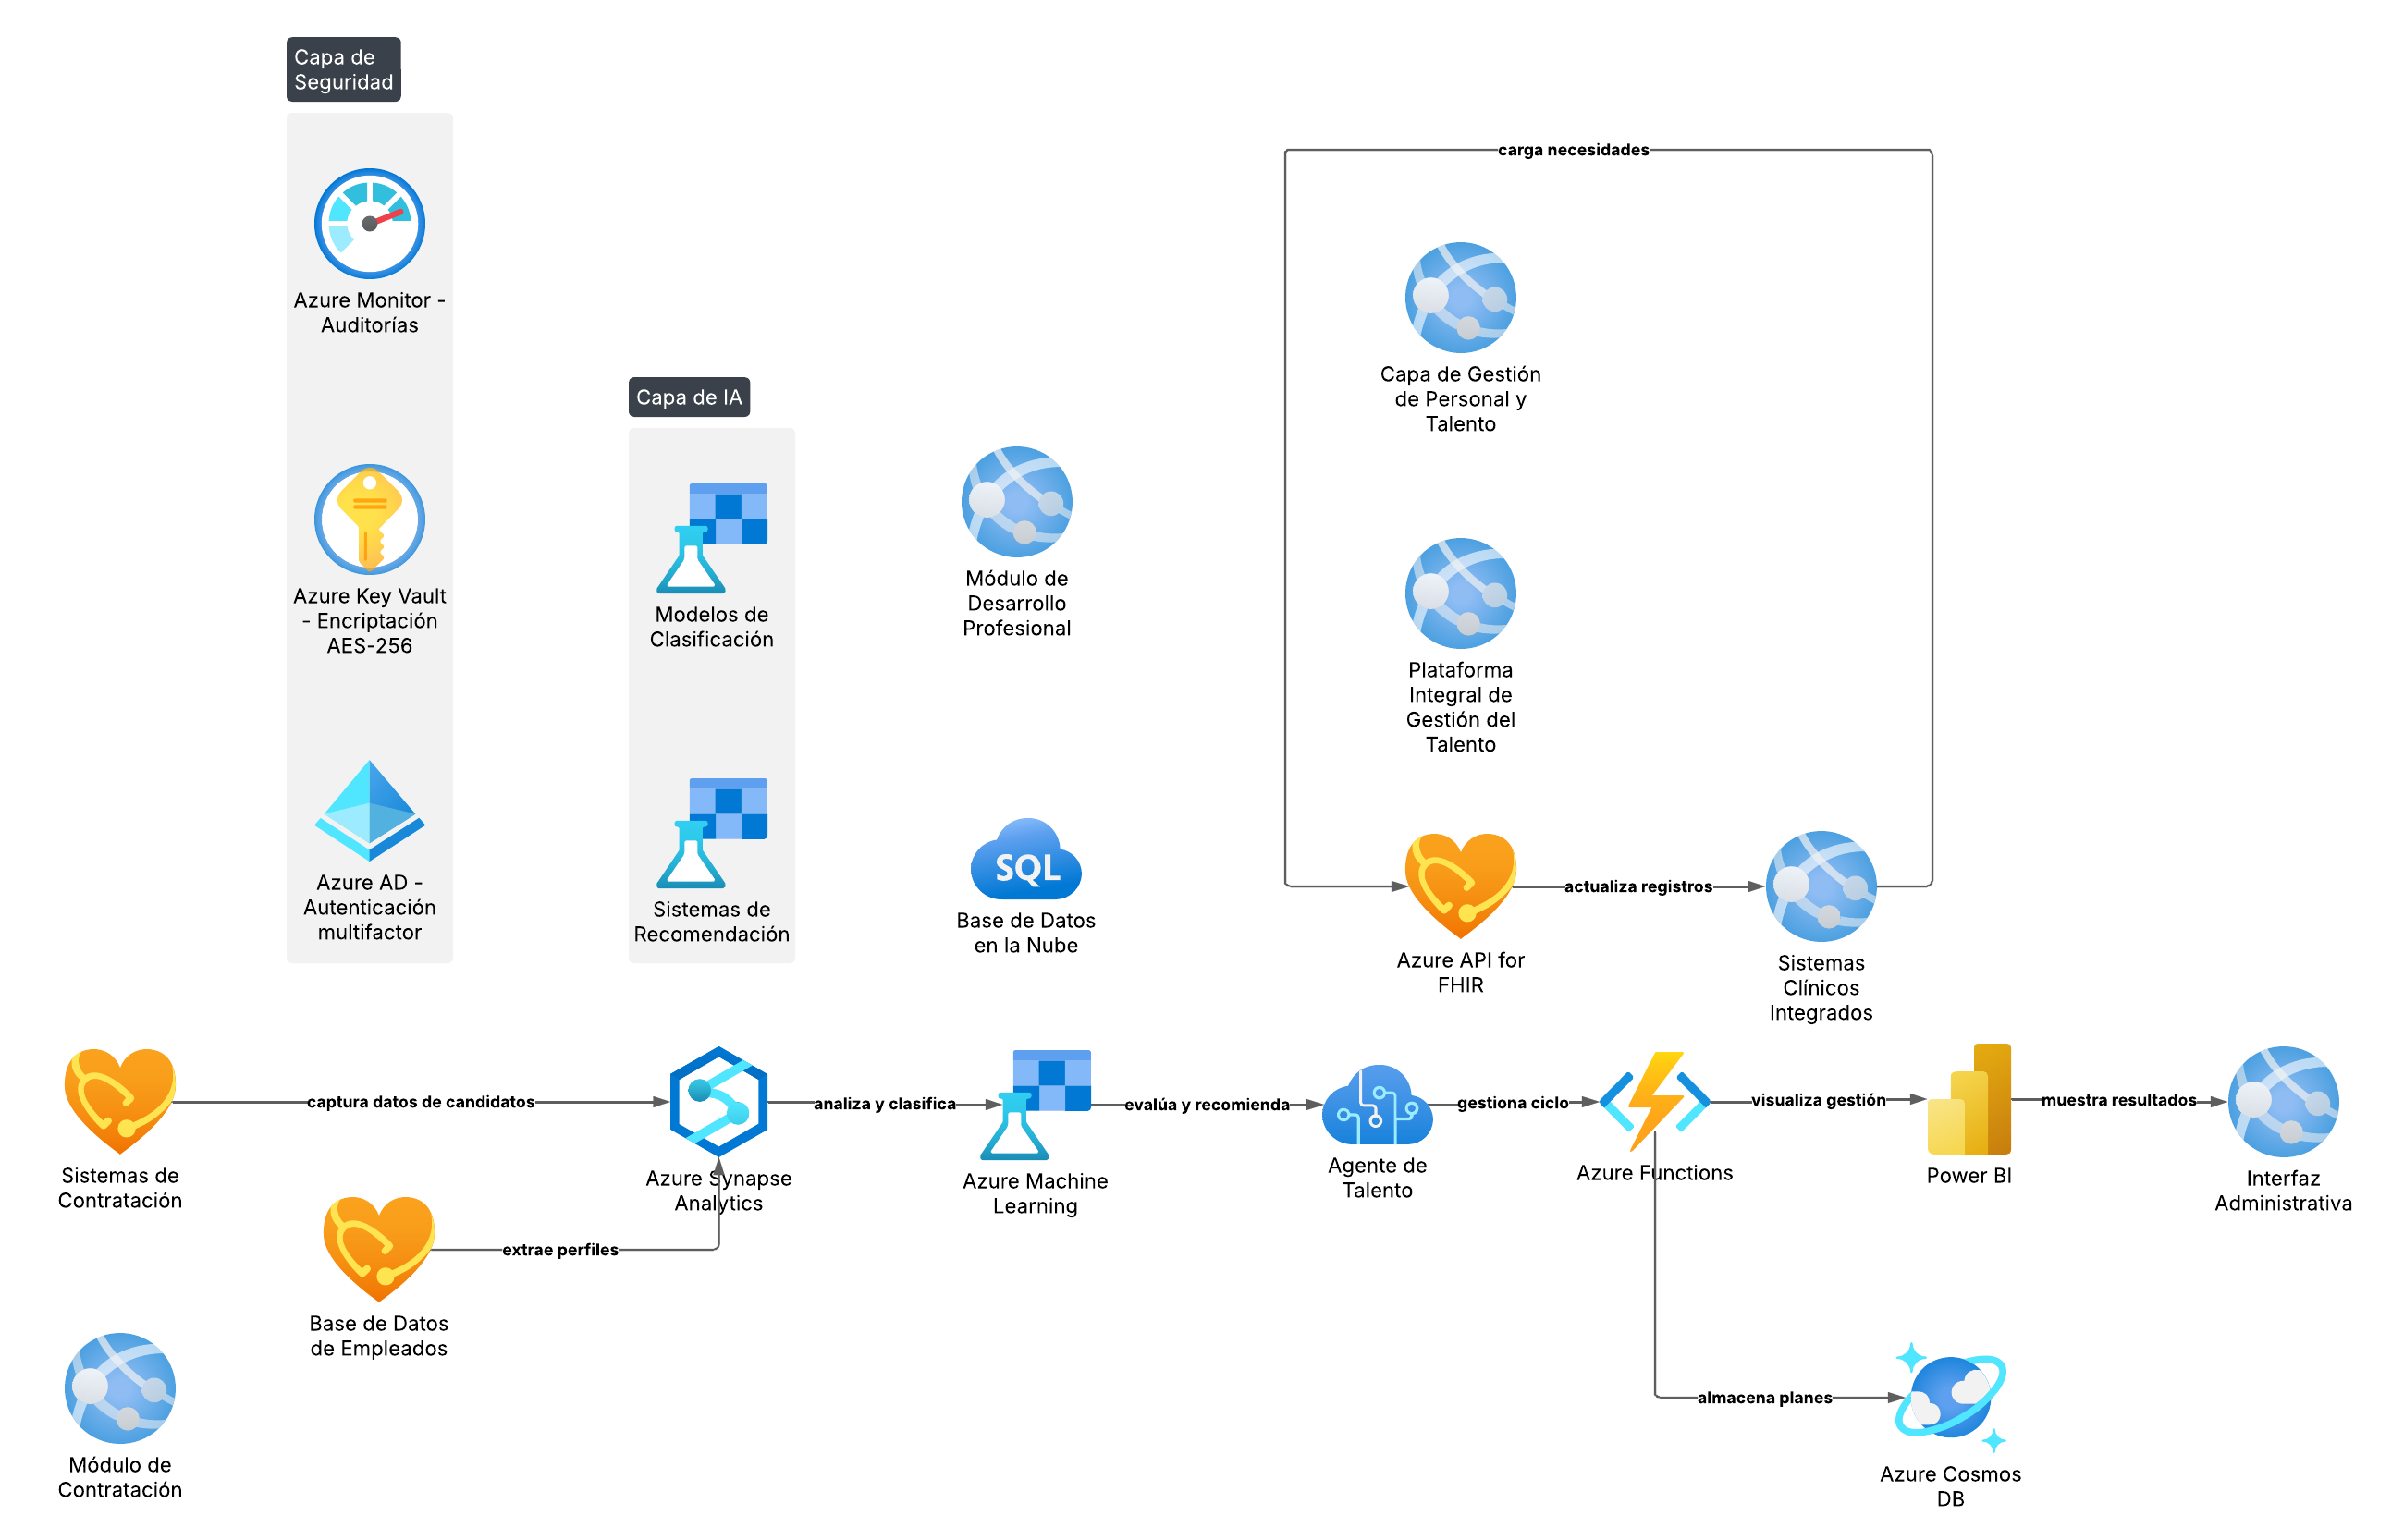 Capa de
Seguridad
carga necesidades
Azure Monitor -
Auditorías
Capa de Gestión
de Personal y
Talento
Capa de IA
Azure Key Vault
- Encriptación
AES-256
Modelos de
Clasificación
Módulo de
Desarrollo
Profesional
Plataforma
Integral de
Gestión del
Talento
Azure AD -
Autenticación
multifactor
Sistemas de
Recomendación
SQL
Base de Datos
en la Nube
actualiza registros
Azure API for
FHIR
Sistemas
Clínicos
Integrados
captura datos de candidatos
analiza y clasifica
evalúa y recomienda
gestiona ciclo
visualiza gestión
muestra resultados
Sistemas de
Contratación
Azure Synapse
Analytics
Azure Machine
Learning
Agente de
Talento
Azure Functions
Power BI
Interfaz
Administrativa
extrae perfiles
Base de Datos
de Empleados
almacena planes
Módulo de
Contratación
Azure Cosmos
DB